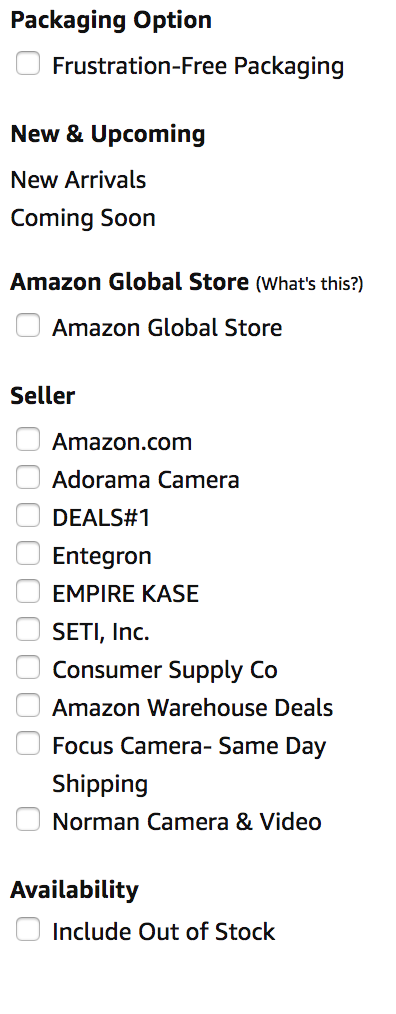 Packaging Option
Frustration-Free Packaging
New & Upcoming
New Arrivals
Coming Soon
Amazon Global Store (What's this?)
Amazon Global Store
Seller
Amazon.com
Adorama Camera
DEALS#1
Entegron
EMPIRE KASE
SETI, Inc.
Consumer Supply Co
Amazon Warehouse Deals
Focus Camera- Same Day
Shipping
Norman Camera & Video
Availability
Include Out of Stock